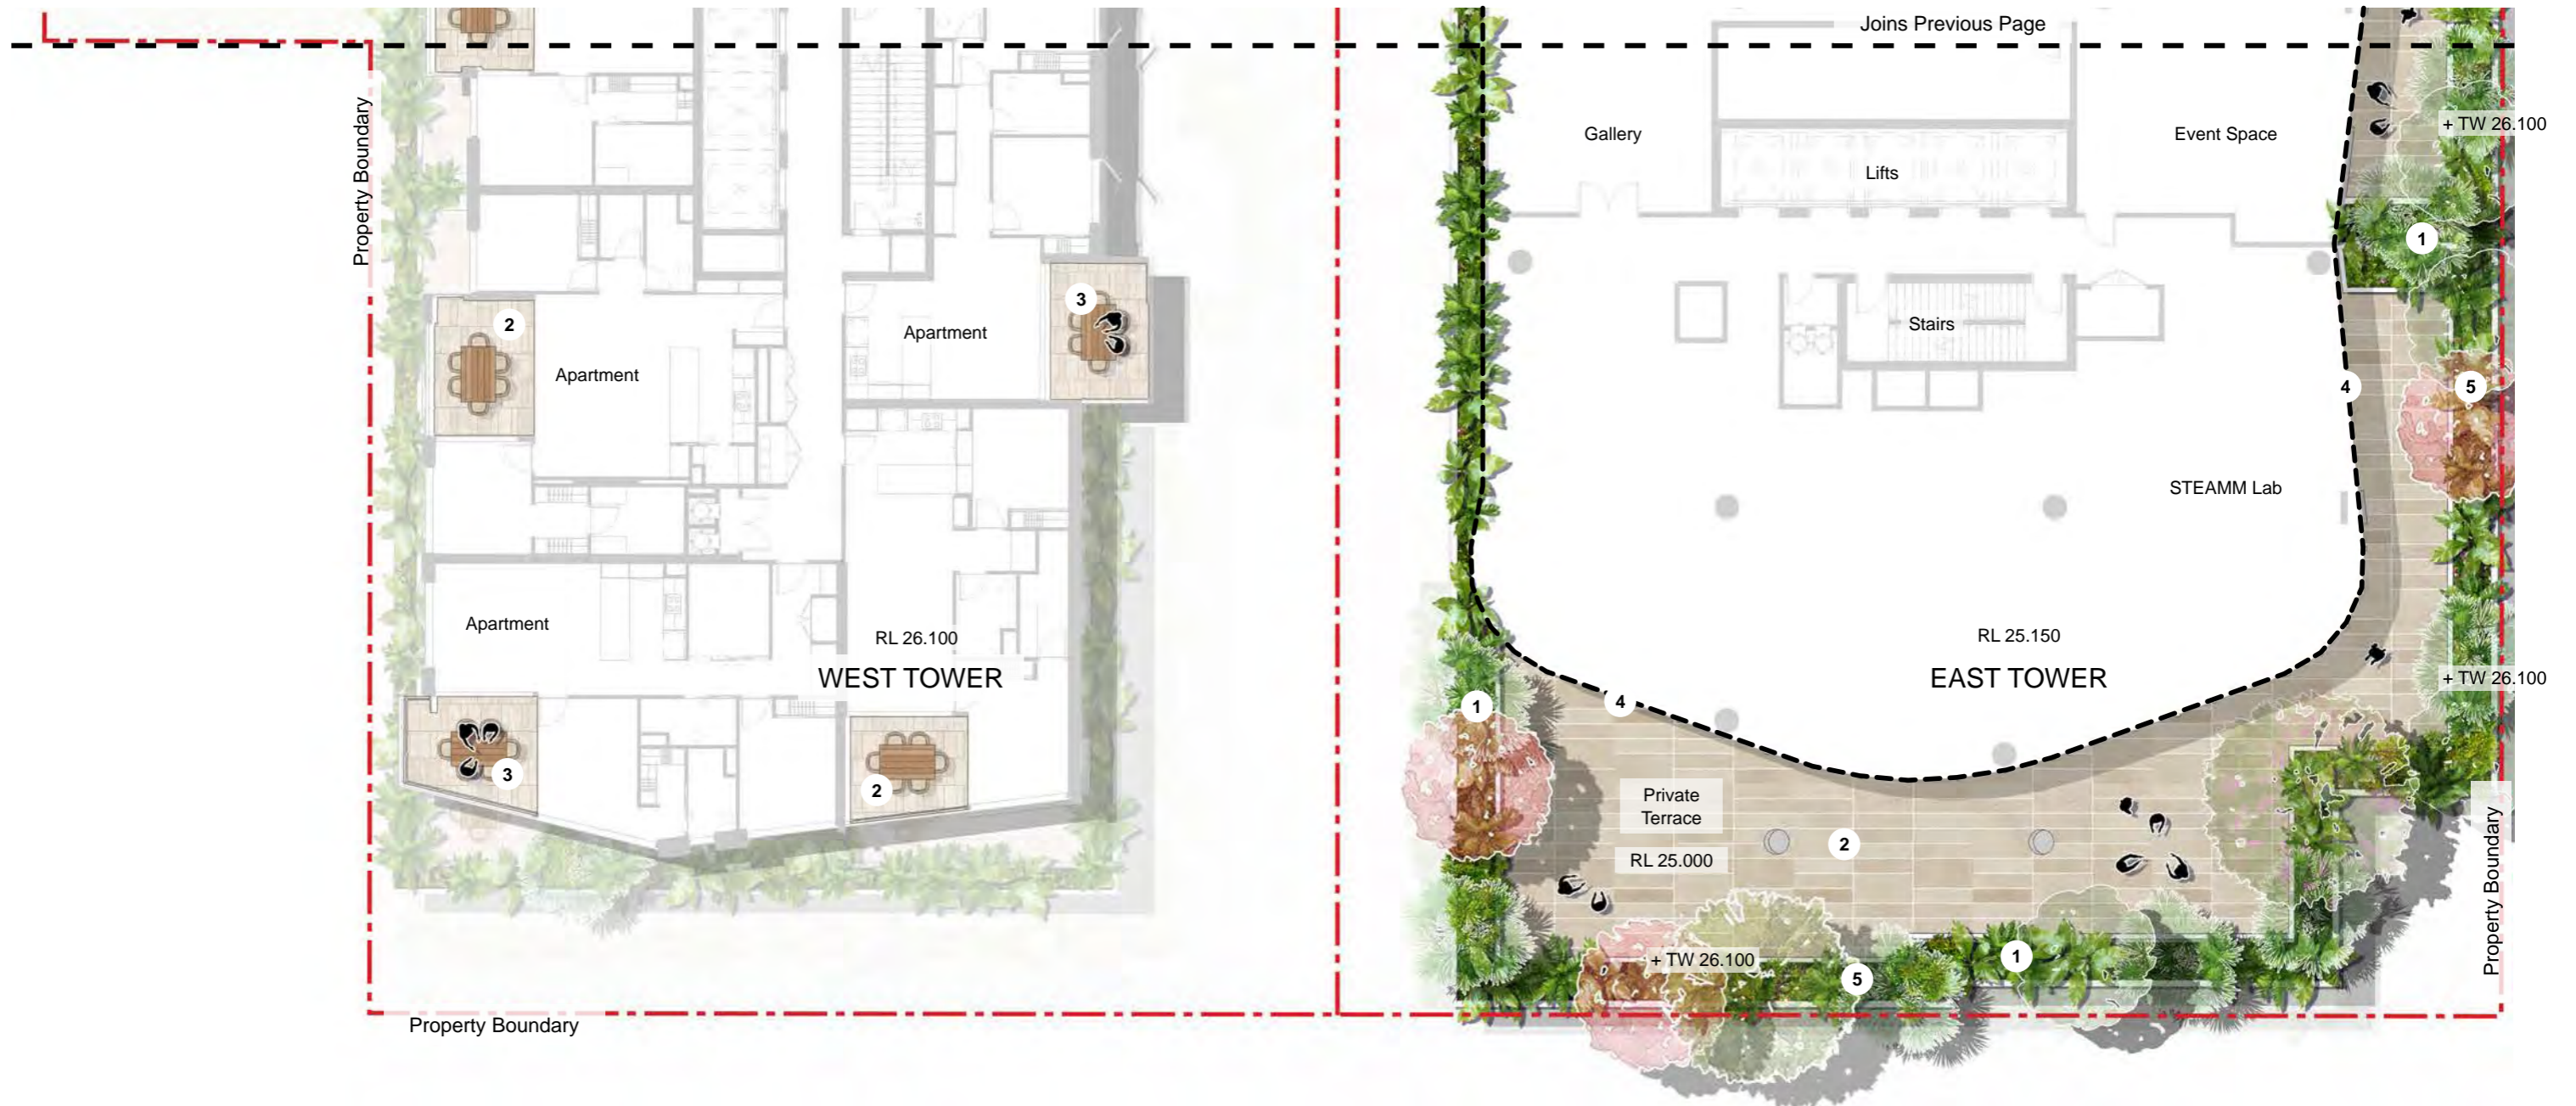 Joins Previous Page
Property Boundary
Gallery
Event Space
+ TW 26.100
Lifts
1
3
2
Apartment
Apartment
Stairs
4
5
STEAMM Lab
Apartment
RL 26.100
WEST TOWER
RL 25.150
EAST TOWER
+ TW 26.100
1
4
3
2
Private
Terrace
2
RL 25.000
Property Boundary
+ TW 26.100
1
5
Property Boundary